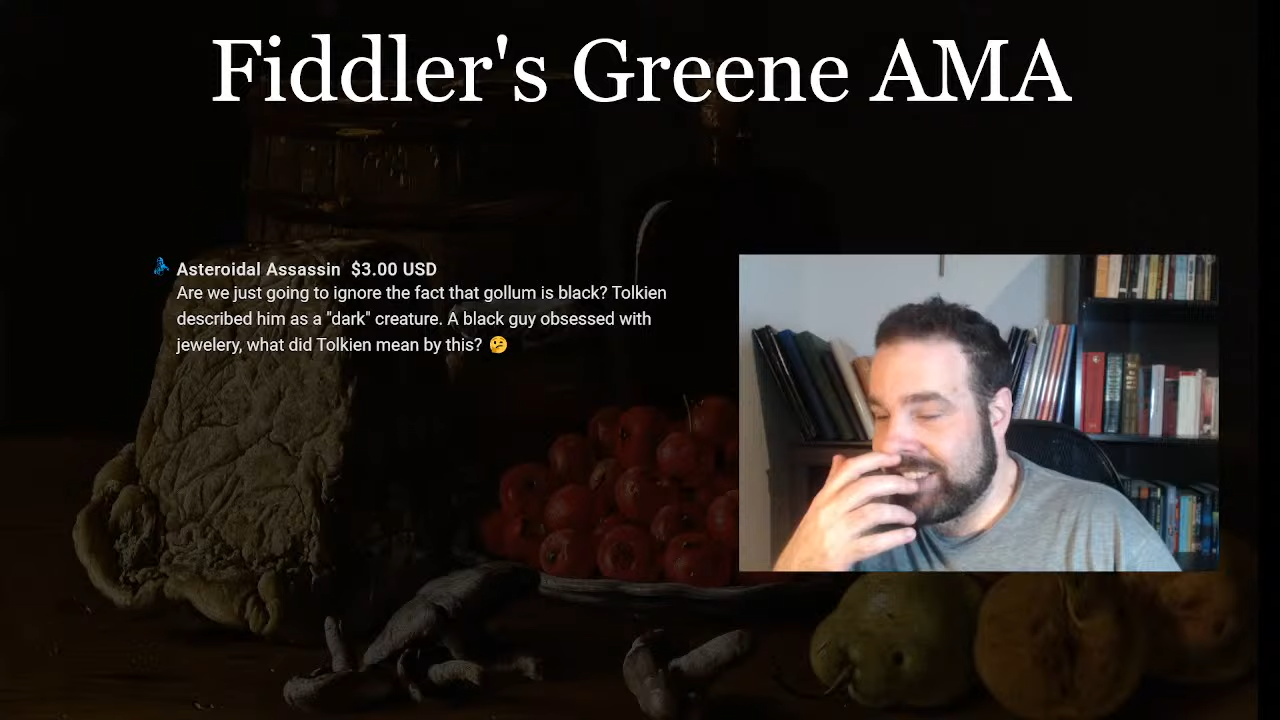 Fiddler's Greene AMA
Asteroidal Assassin $3.00 USD
Are we just going to ignore the fact that gollum is black? Tolkien
described him as a "dark" creature. A black guy obsessed with
jewelery, what did Tolkien mean by this? 🤔